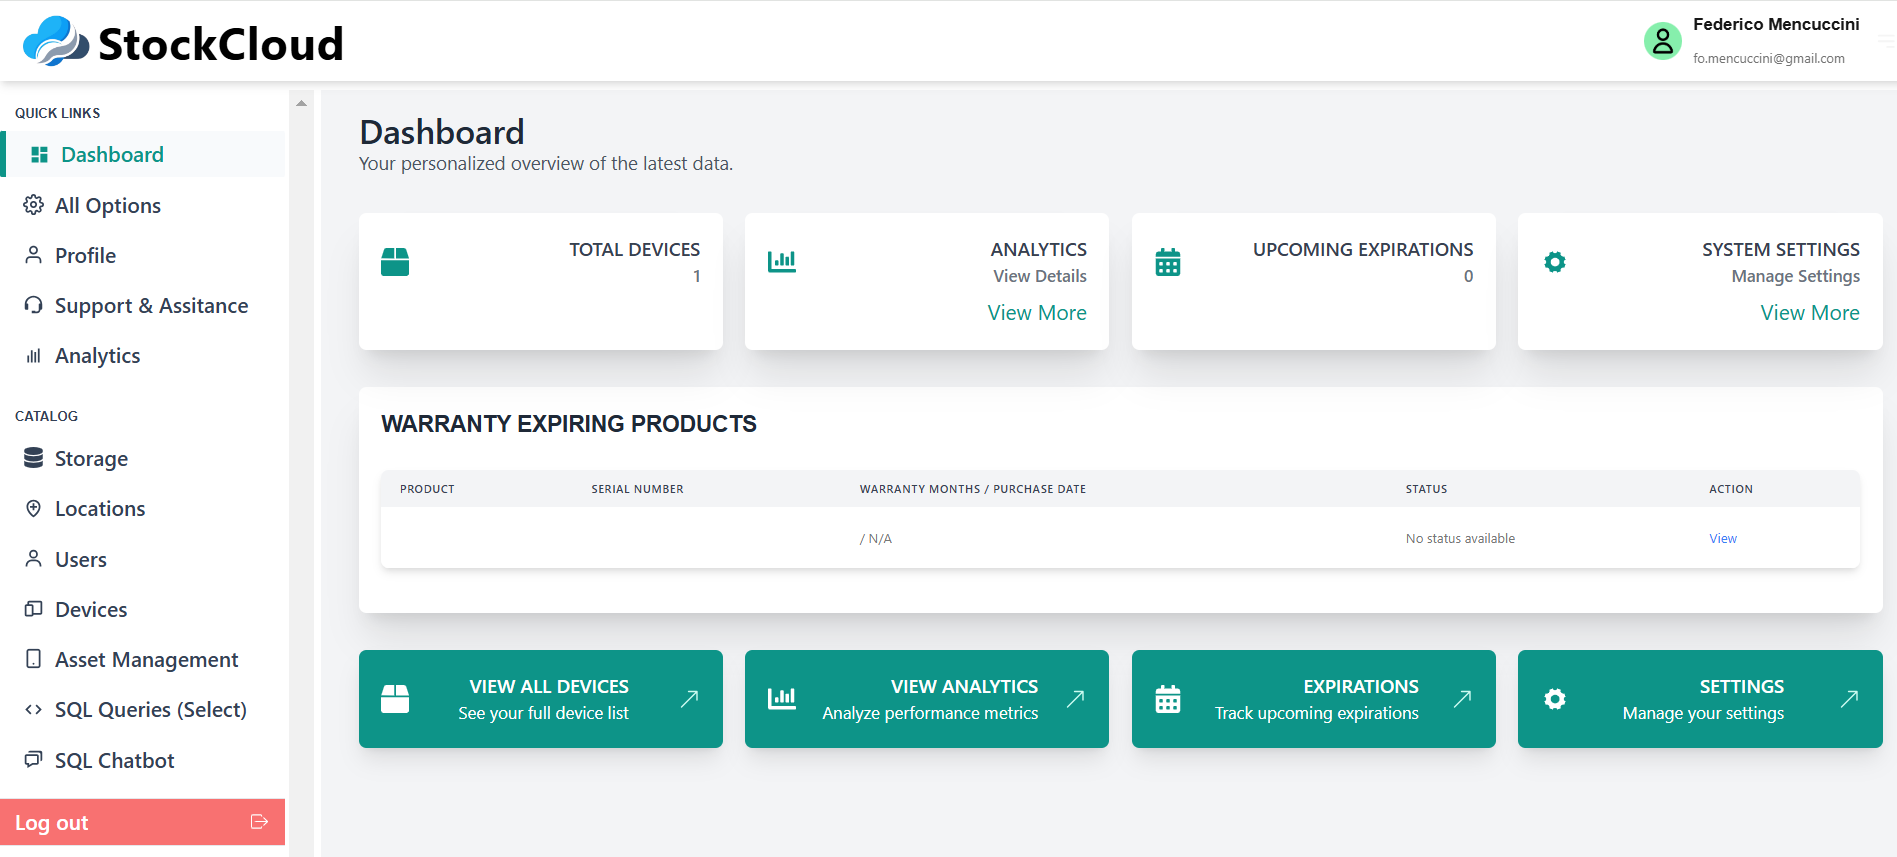 StockCloud
Federico Mencuccini
fo.mencuccini@gmail.com
QUICK LINKS
Dashboard
All Options
Profile
Support & Assitance
Analytics
CATALOG
Storage
Locations
Users
Devices
Asset Management
SQL Queries (Select)
SQL Chatbot
Log out
Dashboard
Your personalized overview of the latest data.
TOTAL DEVICES
1
ANALYTICS
View Details
View More
UPCOMING EXPIRATIONS
0
SYSTEM SETTINGS
Manage Settings
View More
WARRANTY EXPIRING PRODUCTS
PRODUCT SERIAL NUMBER WARRANTY MONTHS / PURCHASE DATE STATUS ACTION
/ N/A No status available View
VIEW ALL DEVICES
See your full device list
VIEW ANALYTICS
Analyze performance metrics
EXPIRATIONS
Track upcoming expirations
SETTINGS
Manage your settings